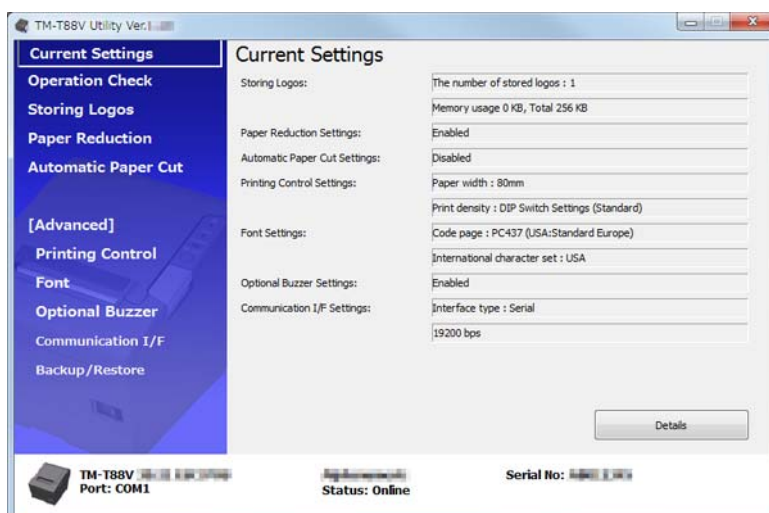 TM-T88V Utility Ver.
Current Settings
Operation Check
Storing Logos
Paper Reduction
Automatic Paper Cut
[Advanced]
Printing Control
Font
Optional Buzzer
Communication I/F
Backup/Restore
Current Settings
Storing Logos:
The number of stored logos : 1
Memory usage 0 KB, Total 256 KB
Paper Reduction Settings:
Enabled
Automatic Paper Cut Settings:
Disabled
Printing Control Settings:
Paper width : 80mm
Print density : DIP Switch Settings (Standard)
Font Settings:
Code page : PC437 (USA:Standard Europe)
International character set : USA
Optional Buzzer Settings:
Enabled
Communication I/F Settings:
Interface type : Serial
19200 bps
Details
TM-T88V
Port: COM1
Status: Online
Serial No: